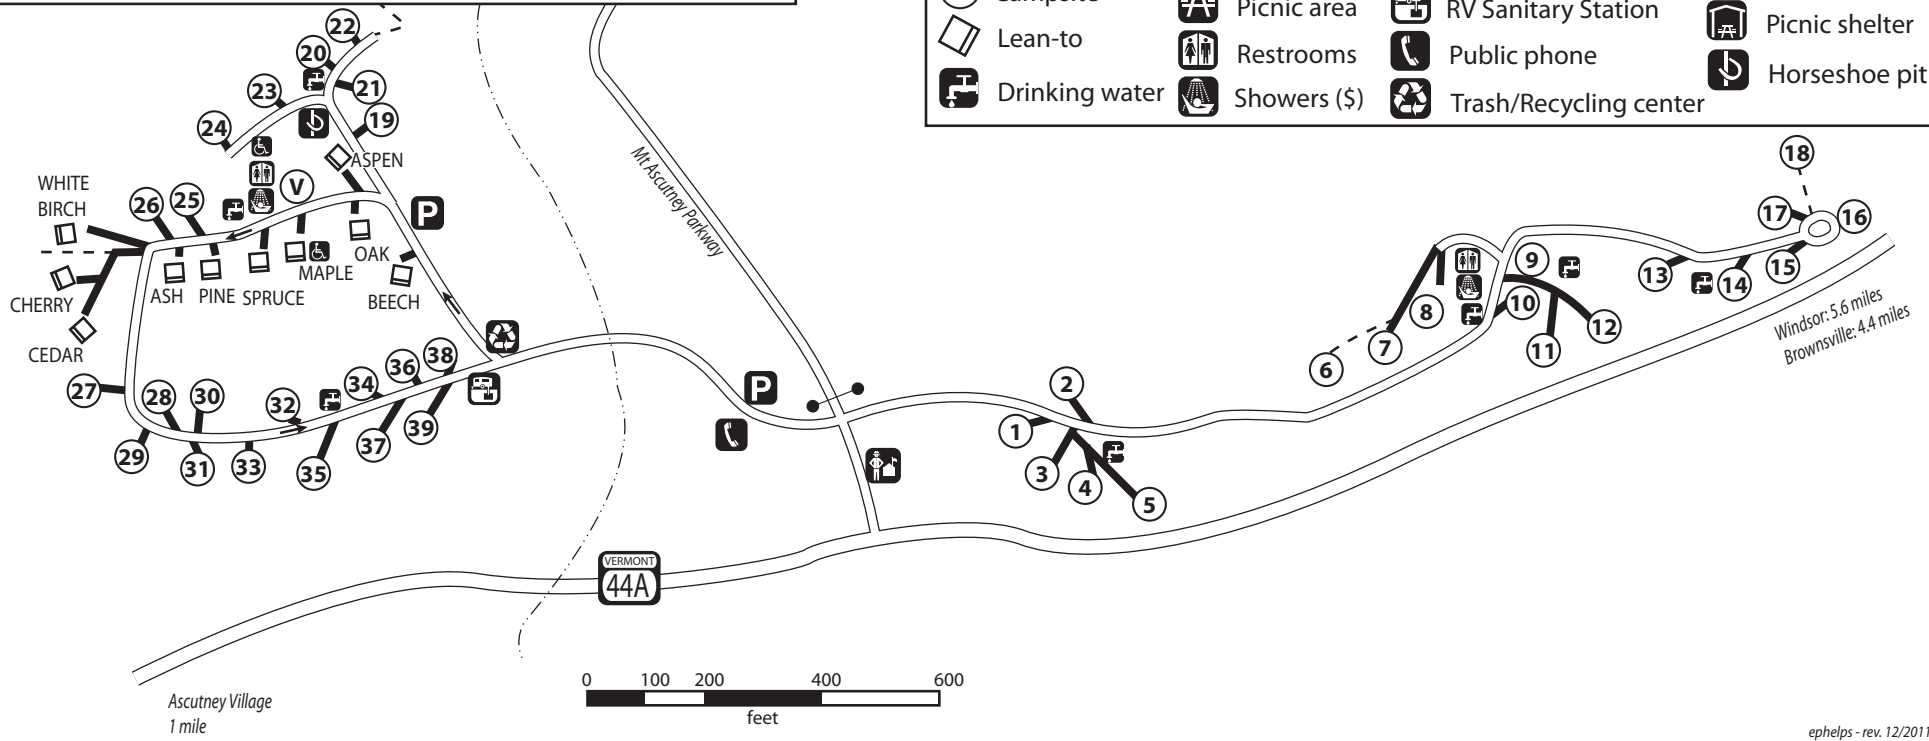 Campsite
Picnic area
RV Sanitary Station
Picnic shelter
Lean-to
Restrooms
Public phone
Horseshoe pit
Drinking water
Showers ($)
Trash/Recycling center
22
20
21
23
19
24
ASPEN
WHITE
BIRCH
26
25
V
P
OAK
MAPLE
ASH
PINE
SPRUCE
BEECH
CHERRY
CEDAR
27
28
30
32
34
36
38
29
31
33
35
37
39
Mt Ascutney Parkway
P
1
2
3
4
5
6
7
8
9
10
11
12
13
14
15
16
17
18
Windsor: 5.6 miles
Brownsville: 4.4 miles
VERMONT
44A
Ascutney Village
1 mile
0 100 200 400 600
feet
ephelps - rev. 12/2011